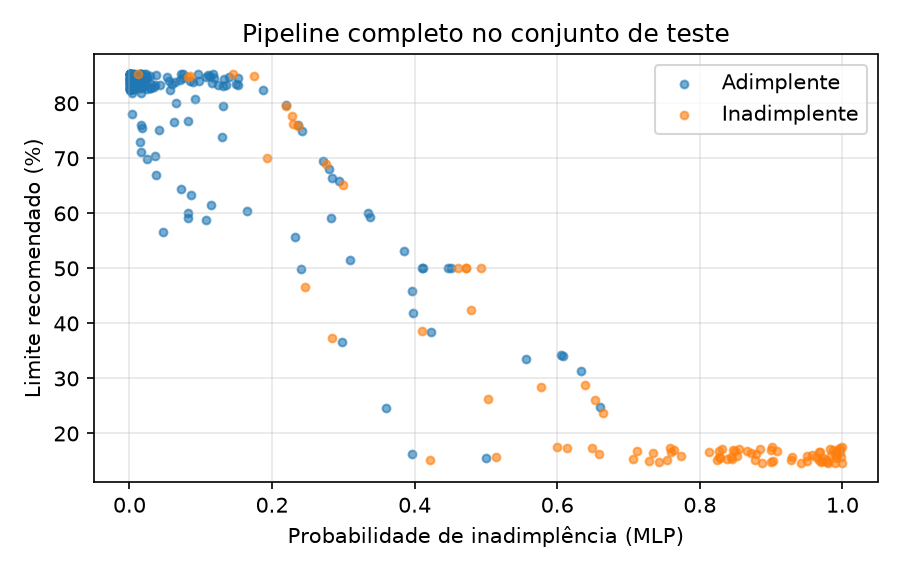 Pipeline completo no conjunto de teste
Adimplente
Inadimplente
Limite recomendado (%)
80
70
60
50
40
30
20
0.0 0.2 0.4 0.6 0.8 1.0
Probabilidade de inadimplência (MLP)